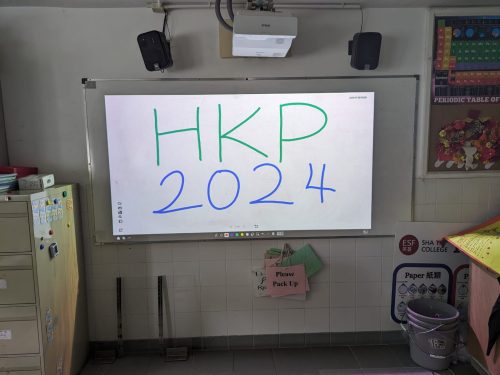 PERIODIC TABLE OF
HKP
2024
Please
Pack Up
ESF
SHA
COLLEGE
Paper 紙類